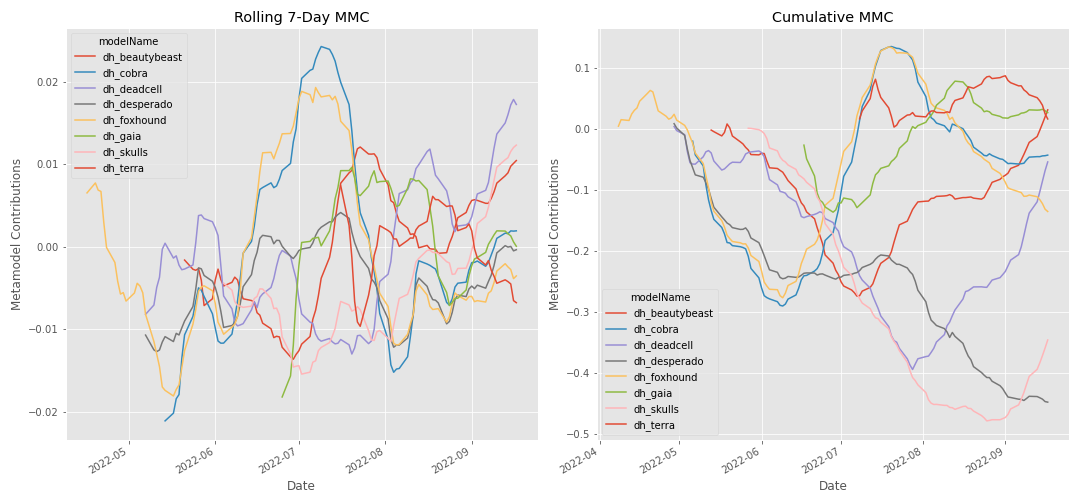 Rolling 7-Day MMC
modelName
dh_beautybeast
dh_cobra
dh_deadcell
dh_desperado
dh_foxhound
dh_gaia
dh_skulls
dh_terra
0.02
0.01
0.00
−0.01
−0.02
Metamodel Contributions
2022-05
2022-06
2022-07
2022-08
2022-09
Date
Cumulative MMC
0.1
0.0
−0.1
−0.2
−0.3
−0.4
−0.5
Metamodel Contributions
modelName
dh_beautybeast
dh_cobra
dh_deadcell
dh_desperado
dh_foxhound
dh_gaia
dh_skulls
dh_terra
2022-04
2022-05
2022-06
2022-07
2022-08
2022-09
Date